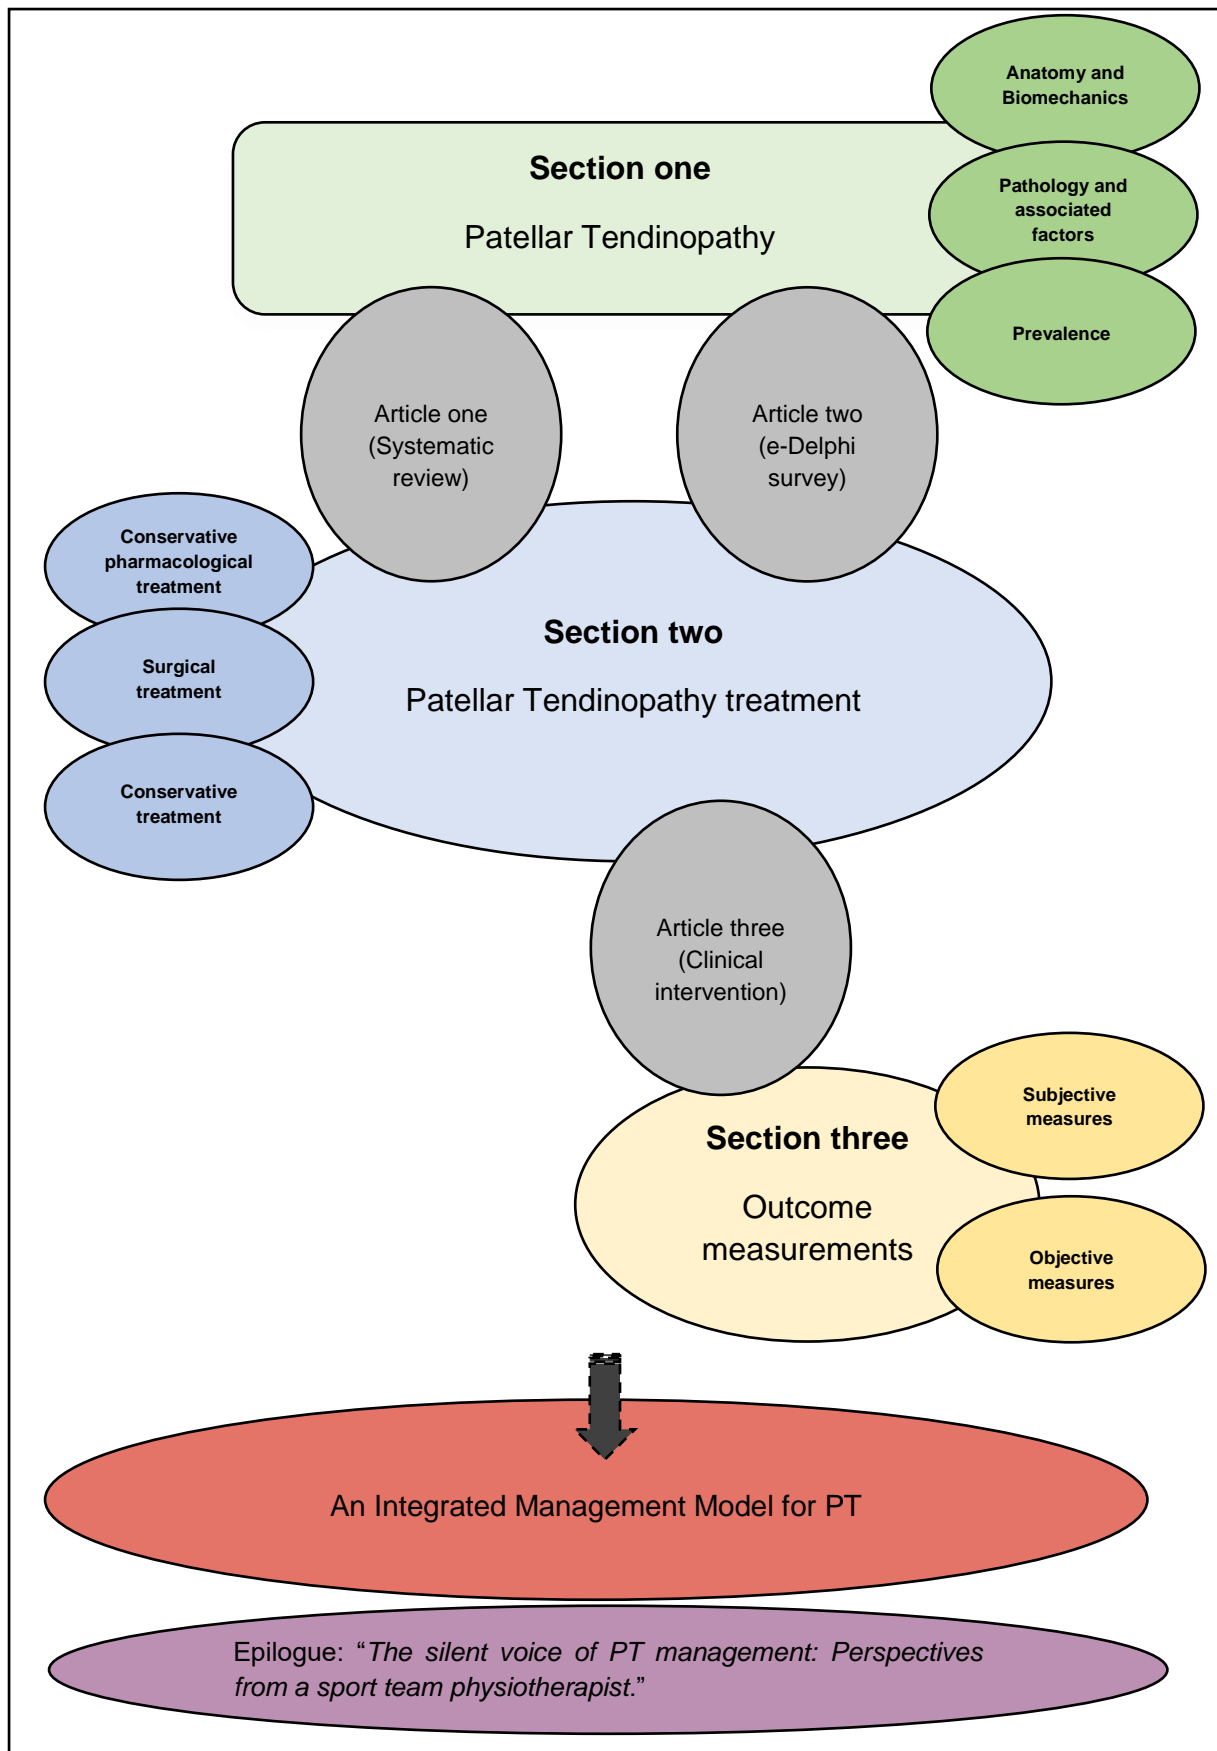 Anatomy and
Biomechanics
Section one
Patellar Tendinopathy
Pathology and
associated
factors
Prevalence
Article one
(Systematic
review)
Article two
(e-Delphi
survey)
Conservative
pharmacological
treatment
Surgical
treatment
Conservative
treatment
Section two
Patellar Tendinopathy treatment
Article three
(Clinical
intervention)
Section three
Outcome
measurements
Subjective
measures
Objective
measures
An Integrated Management Model for PT
Epilogue: “The silent voice of PT management: Perspectives
from a sport team physiotherapist.”